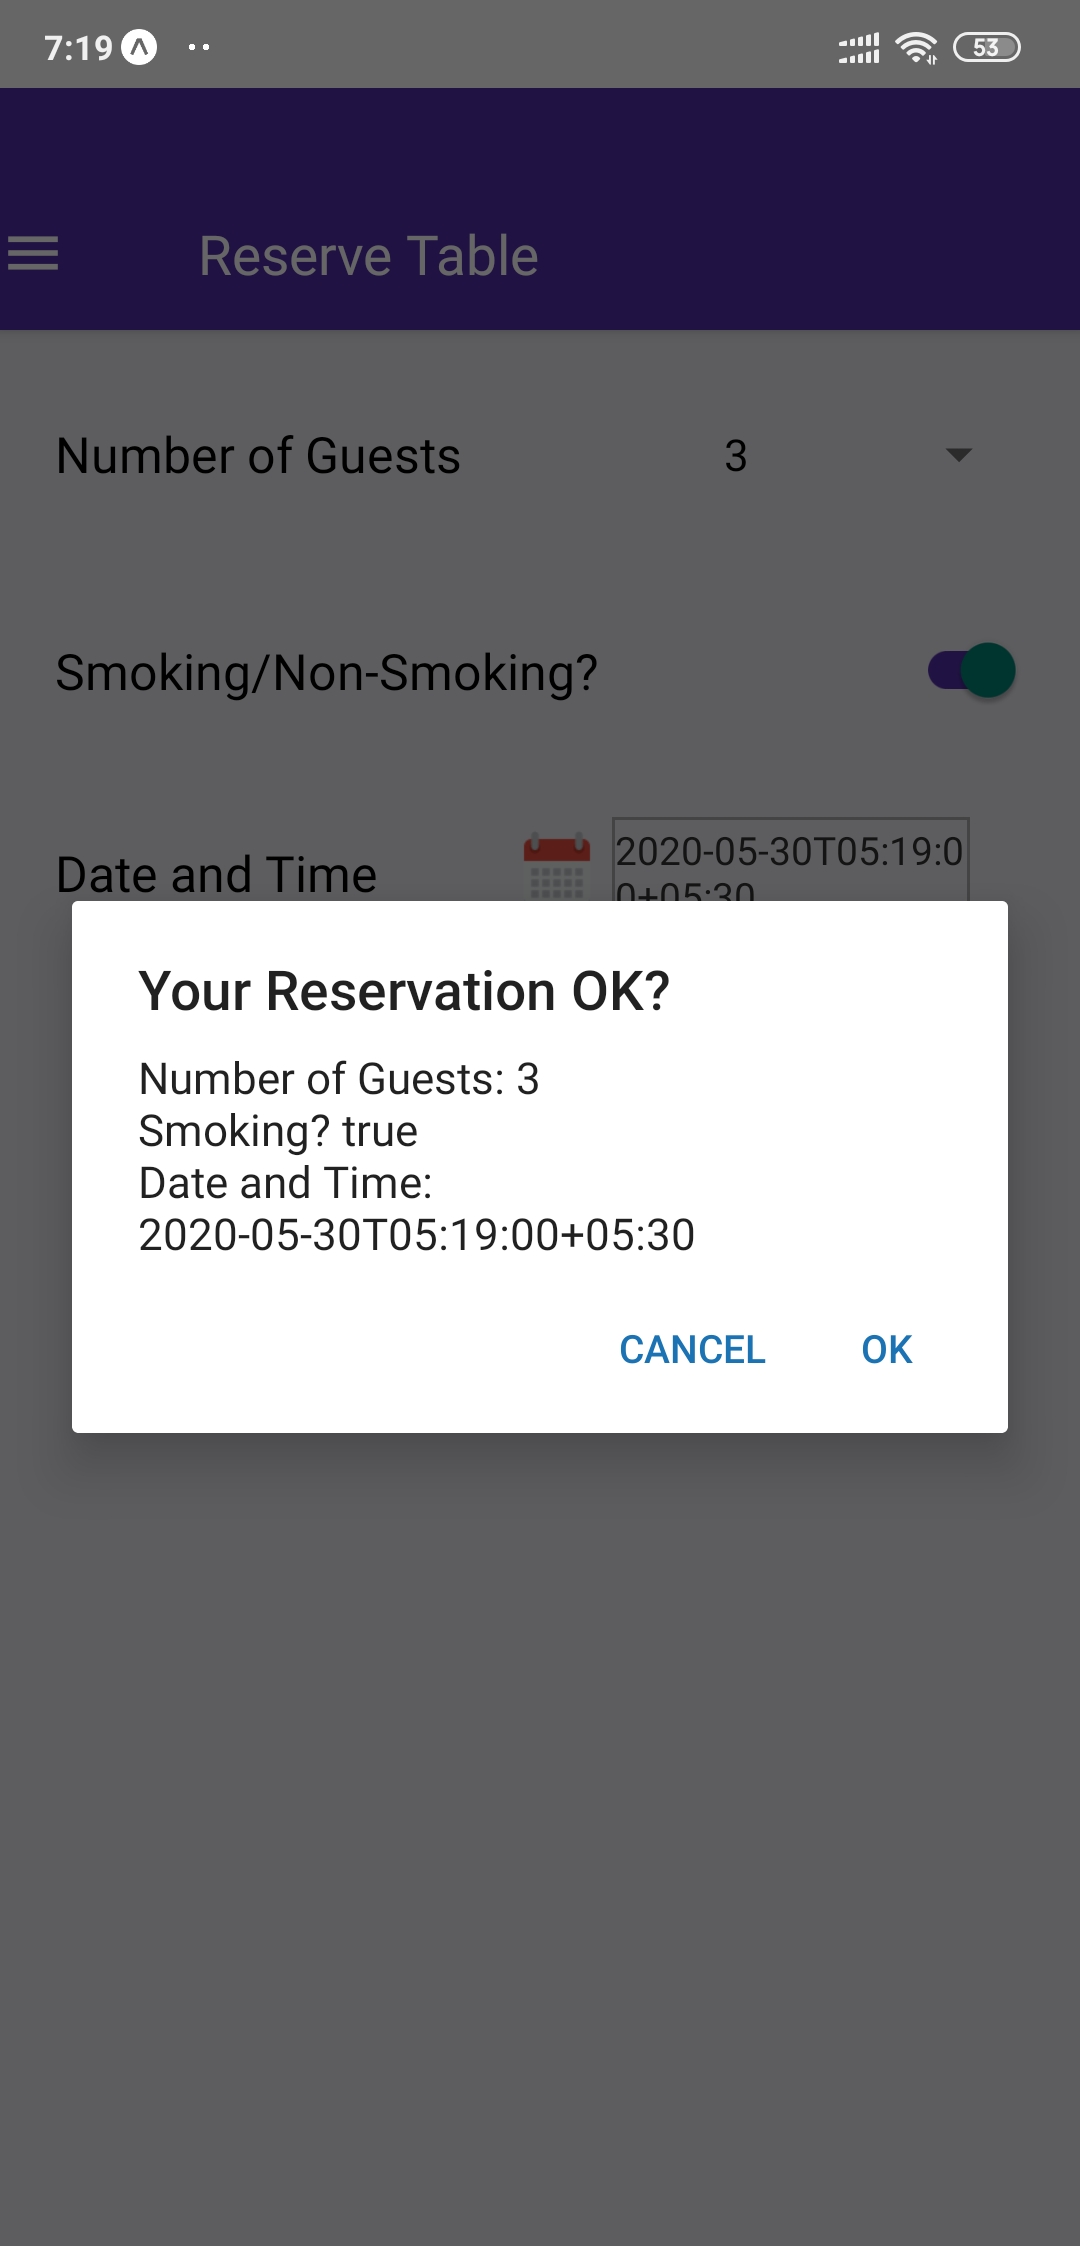 7:19
53
Reserve Table
Number of Guests 3
Smoking/Non-Smoking?
Date and Time
2020-05-30T05:19:0
0+05:30
Your Reservation OK?
Number of Guests: 3
Smoking? true
Date and Time:
2020-05-30T05:19:00+05:30
CANCEL OK